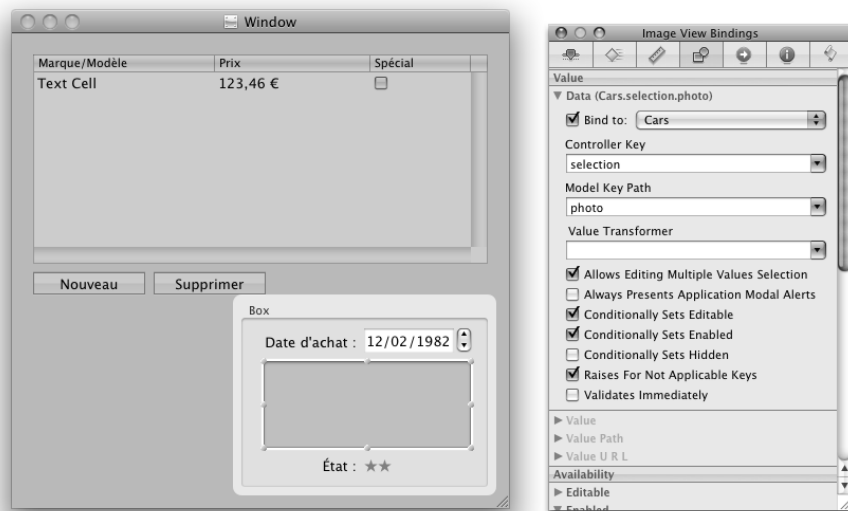 Window
Marque/Modèle Prix Spécial
Text Cell 123,46 €
Nouveau Supprimer
Box
Date d'achat : 12/02/1982
État : ★★
Image View Bindings
Value
▼ Data (Cars.selection.photo)
Bind to: Cars
Controller Key
selection
Model Key Path
photo
Value Transformer
Allows Editing Multiple Values Selection
Always Presents Application Modal Alerts
Conditionally Sets Editable
Conditionally Sets Enabled
Conditionally Sets Hidden
Raises For Not Applicable Keys
Validates Immediately
▶ Value
▶ Value Path
▶ Value U R L
Availability
▶ Editable
▼ Enabled